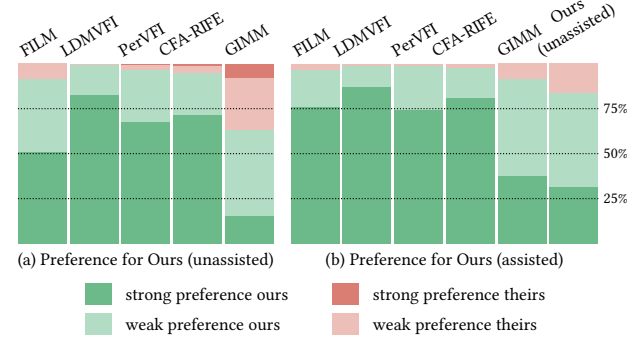 FILM
LDMVFI
PerVFI
CFA-RIFE
GIMM
FILM
LDMVFI
PerVFI
CFA-RIFE
GIMM
Ours
(unassisted)
75%
50%
25%
(a) Preference for Ours (unassisted)
(b) Preference for Ours (assisted)
strong preference ours
strong preference theirs
weak preference ours
weak preference theirs